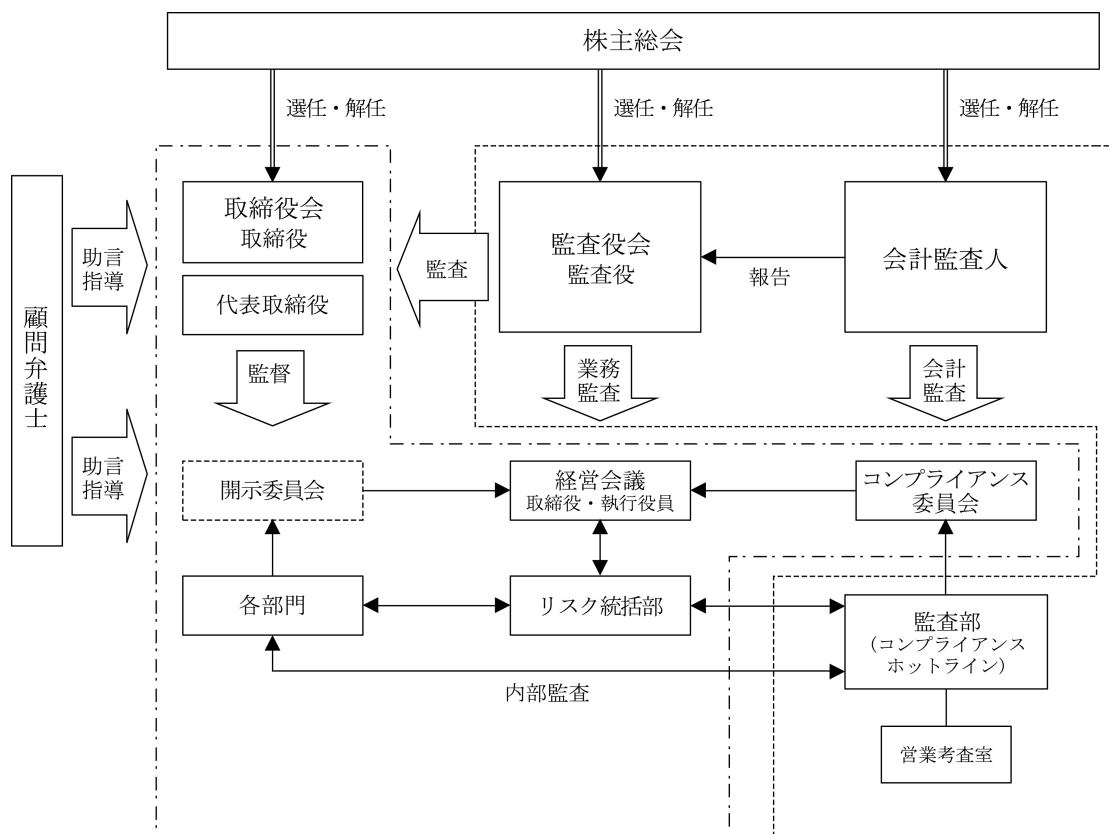 株主総会
選任・解任
選任・解任
選任・解任
顧問弁護士
助言
指導
取締役会
取締役
代表取締役
監査
監査役会
監査役
報告
会計監査人
監督
業務
監査
会計
監査
助言
指導
開示委員会
経営会議
取締役・執行役員
コンプライアンス
委員会
各部門
リスク統括部
監査部
（コンプライアンス
ホットライン）
内部監査
営業考査室